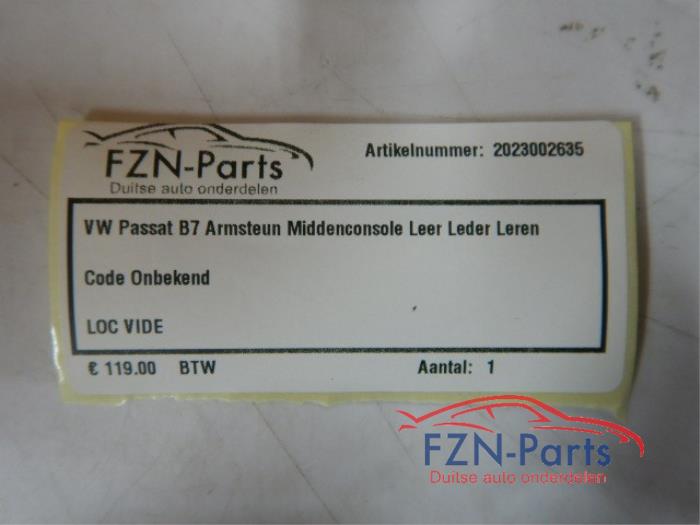 FZN-Parts
Duitse auto onderdelen
Artikelnummer: 2023002635
VW Passat B7 Armsteun Middenconsole Leer Leder Leren
Code Onbekend
LOC VIDE
€ 119.00 BTW Aantal: 1
FZN-Parts
Duitse auto onderdelen